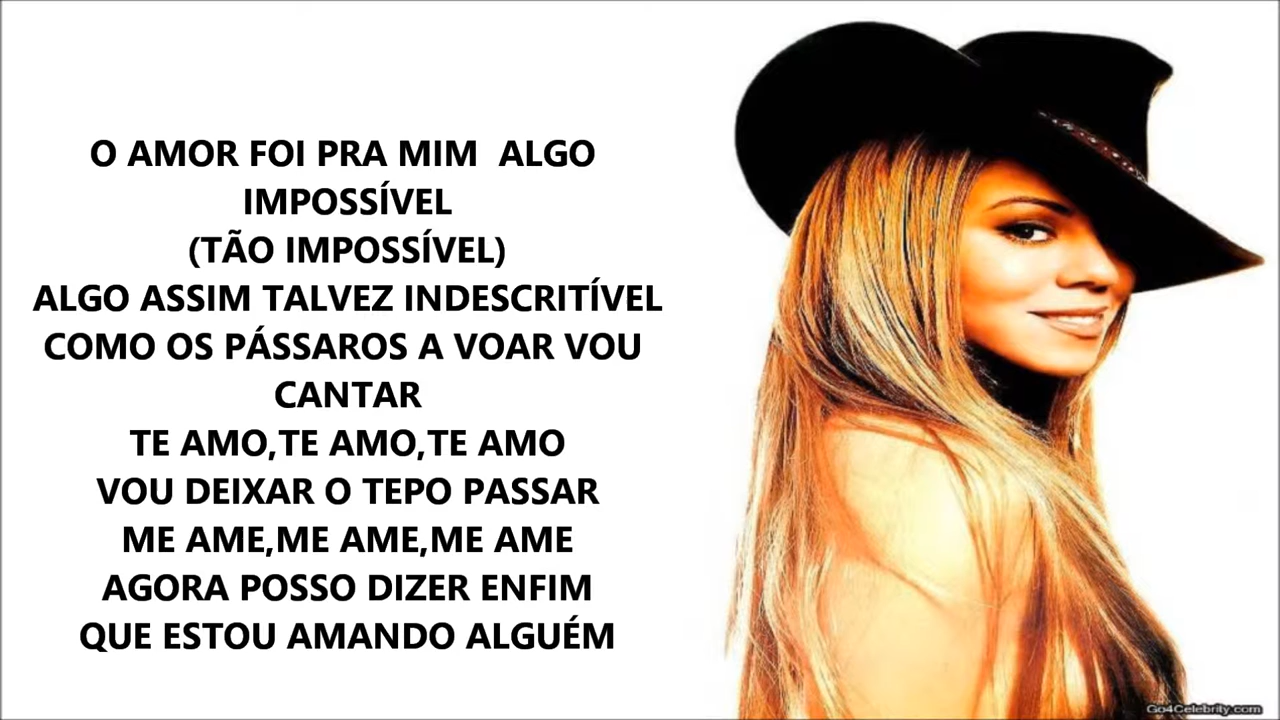 O AMOR FOI PRA MIM  ALGO
IMPOSSÍVEL
(TÃO IMPOSSÍVEL)
ALGO ASSIM TALVEZ INDESCRITÍVEL
COMO OS PÁSSAROS A VOAR VOU
CANTAR
TE AMO,TE AMO,TE AMO
VOU DEIXAR O TEPO PASSAR
ME AME,ME AME,ME AME
AGORA POSSO DIZER ENFIM
QUE ESTOU AMANDO ALGUÉM
Go4Celebrity.com